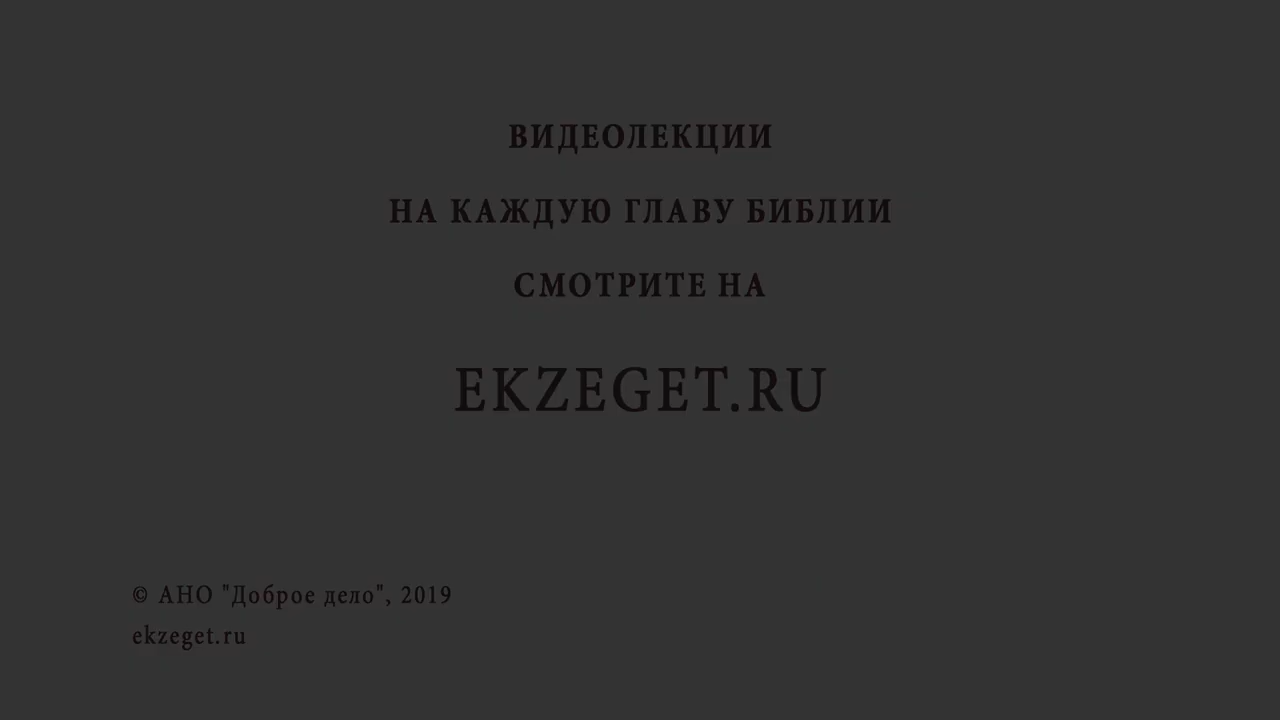 ВИДЕОЛЕКЦИИ
НА КАЖДУЮ ГЛАВУ БИБЛИИ
СМОТРИТЕ НА
EKZEGET.RU
© АНО "Доброе дело", 2019
ekzeget.ru